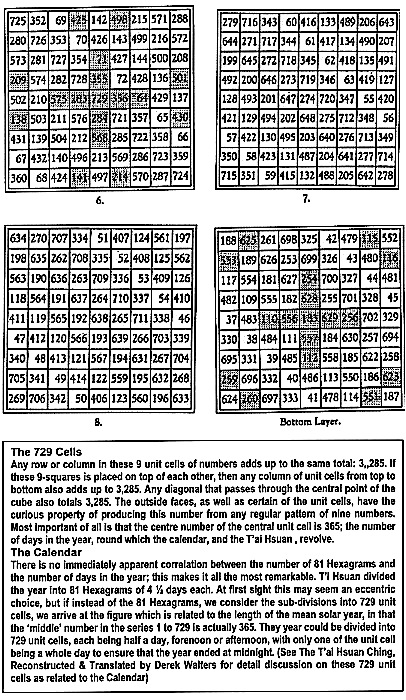 725 352 69 425 142 498 215 571 288
280 726 353 70 426 143 499 216 572
573 281 727 354 71 427 144 500 208
209 574 282 728 355 72 428 136 501
502 210 575 283 729 356 64 429 137
138 503 211 576 284 721 357 65 430
431 139 504 212 568 285 722 358 66
67 432 140 496 213 569 286 723 359
360 68 424 141 497 214 570 287 724
6.
279 716 343 60 416 133 489 206 643
644 271 717 344 61 417 134 490 207
199 645 272 718 345 62 418 135 491
492 200 646 273 719 346 63 419 127
128 493 201 647 274 720 347 55 420
421 129 494 202 648 275 712 348 56
57 422 130 495 203 640 276 713 349
350 58 423 131 487 204 641 277 714
715 351 59 415 132 488 205 642 278
7.
634 270 707 334 51 407 124 561 197
198 635 262 708 335 52 408 125 562
563 190 636 263 709 336 53 409 126
118 564 191 637 264 710 337 54 410
411 119 565 192 638 265 711 338 46
47 412 120 566 193 639 266 703 339
340 48 413 121 567 194 631 267 704
705 341 49 414 122 559 195 632 268
269 706 342 50 406 123 560 196 633
8.
188 625 261 698 325 42 479 115 552
553 189 626 253 699 326 43 480 116
117 554 181 627 254 700 327 44 481
482 109 555 182 628 255 701 328 45
37 483 110 556 183 629 256 702 329
330 38 484 111 557 184 630 257 694
695 331 39 485 112 558 185 622 258
259 696 332 40 486 113 550 186 623
624 260 697 333 41 478 114 551 187
Bottom Layer.
The 729 Cells
Any row or column in these 9 unit cells of numbers adds up to the same total: 3,,285. If
these 9-squares is placed on top of each other, then any column of unit cells from top to
bottom also adds up to 3,285. Any diagonal that passes through the central point of the
cube also totals 3,285. The outside faces, as well as certain of the unit cells, have the
curious property of producing this number from any regular pattern of nine numbers.
Most important of all is that the centre number of the central unit call is 365; the number
of days in the year, round which the calendar, and the T'ai Hsuan , revolve.
The Calendar
There is no immediately apparent correlation between the number of 81 Hexagrams and
the number of days in the year; this makes it all the most remarkable. T'I Hsuan divided
the year into 81 Hexagrams of 4 ½ days each. At first sight this may seem an eccentric
choice, but if instead of the 81 Hexagrams, we consider the sub-divisions into 729 unit
cells, we arrive at the figure which is related to the length of the mean solar year, in that
the 'middle' number in the series 1 to 729 is actually 365. They year could be divided into
729 unit cells, each being half a day, forenoon or afternoon, with only one of the unit cell
being a whole day to ensure that the year ended at midnight. (See The T'ai Hsuan Ching,
Reconstructed & Translated by Derek Walters for detail discussion on these 729 unit
cells as related to the Calendar)